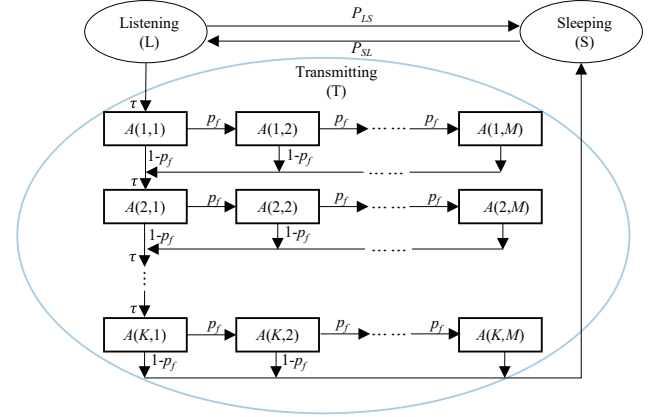 Listening
(L)
P_LS
P_SL
Sleeping
(S)
Transmitting
(T)
τ
A(1,1) p_f A(1,2) p_f ... ... p_f A(1,M)
1-p_f 1-p_f
... ...
τ
A(2,1) p_f A(2,2) p_f ... ... p_f A(2,M)
1-p_f 1-p_f
... ...
τ
...
τ
A(K,1) p_f A(K,2) p_f ... ... p_f A(K,M)
1-p_f 1-p_f